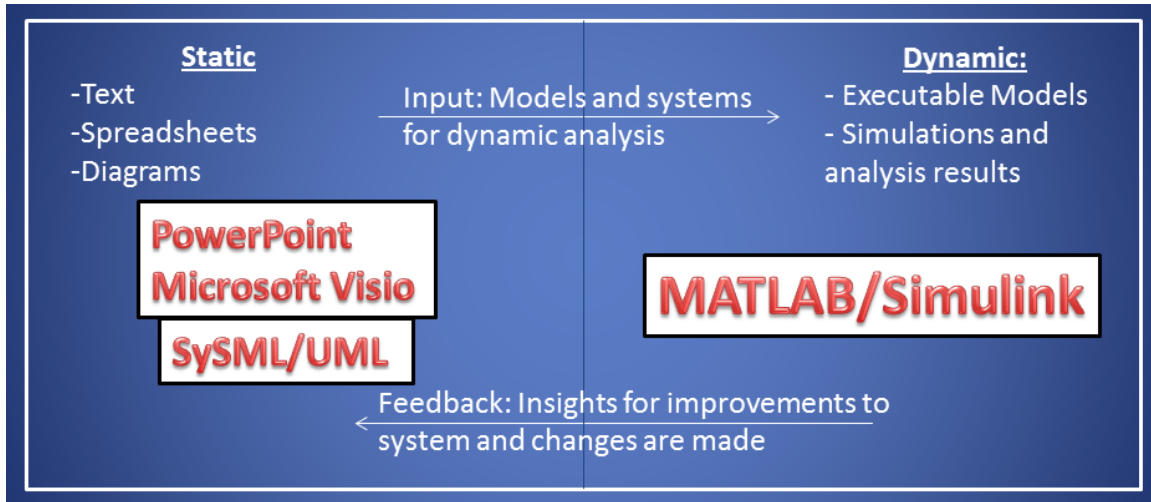 Static
-Text
-Spreadsheets
-Diagrams
Input: Models and systems
for dynamic analysis
Dynamic:
- Executable Models
- Simulations and
analysis results
PowerPoint
Microsoft Visio
SySML/UML
MATLAB/Simulink
Feedback: Insights for improvements to
system and changes are made